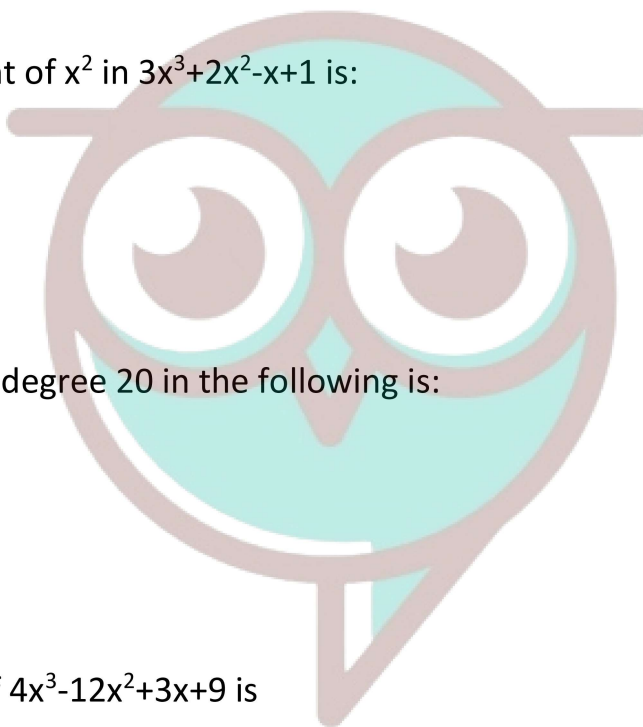 of x² in 3x³+2x²-x+1 is:
degree 20 in the following is:
4x³-12x²+3x+9 is